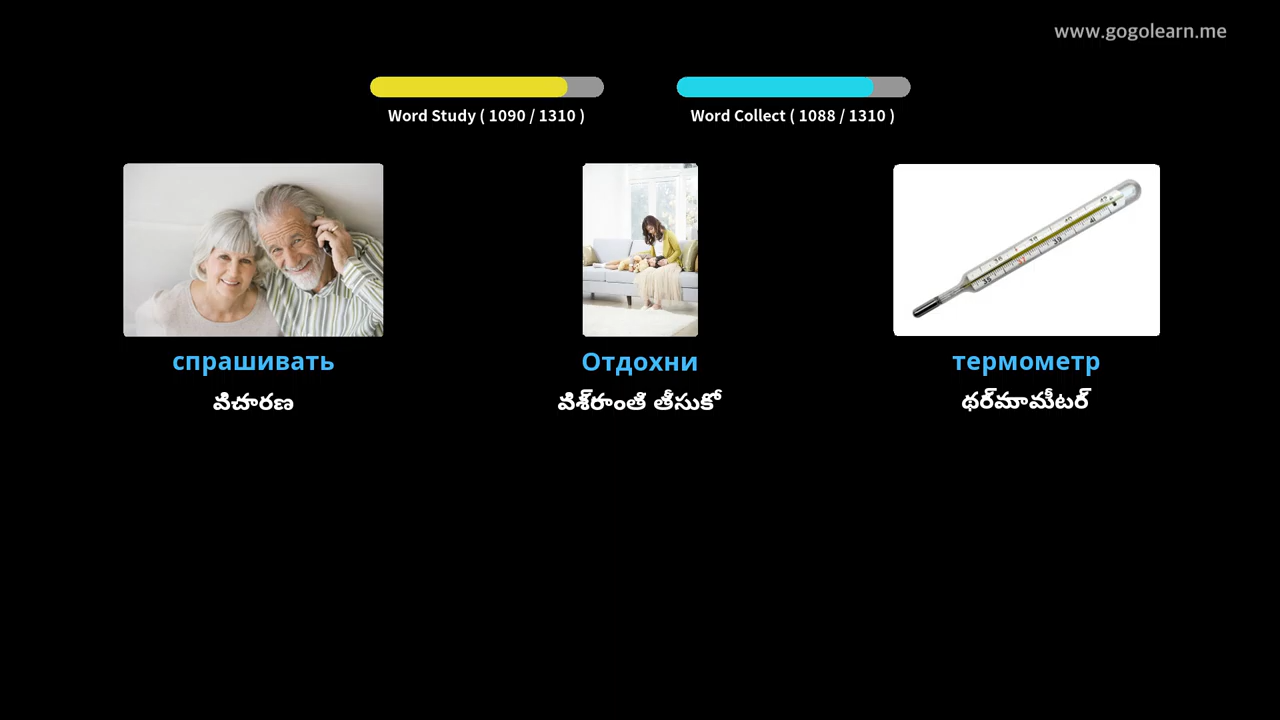 www.gogolearn.me
Word Study ( 1090 / 1310 )
Word Collect ( 1088 / 1310 )
спрашивать
Отдохни
термометр
విచారణ
విశ్రాంతి తీసుకో
థర్మామీటర్